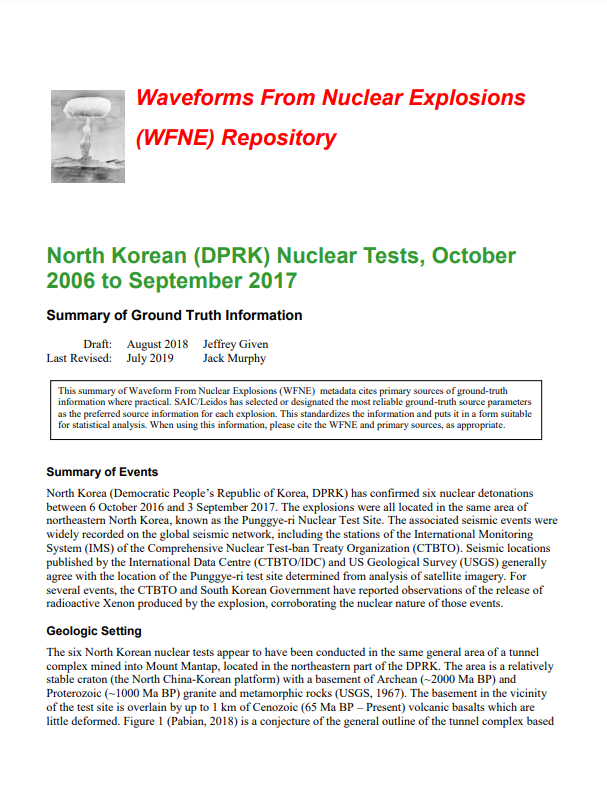 Waveforms From Nuclear Explosions
(WFNE) Repository
North Korean (DPRK) Nuclear Tests, October
2006 to September 2017
Summary of Ground Truth Information
Draft: August 2018 Jeffrey Given
Last Revised: July 2019 Jack Murphy
This summary of Waveform From Nuclear Explosions (WFNE) metadata cites primary sources of ground-truth
information where practical. SAIC/Leidos has selected or designated the most reliable ground-truth source parameters
as the preferred source information for each explosion. This standardizes the information and puts it in a form suitable
for statistical analysis. When using this information, please cite the WFNE and primary sources, as appropriate.
Summary of Events
North Korea (Democratic People's Republic of Korea, DPRK) has confirmed six nuclear detonations
between 6 October 2016 and 3 September 2017. The explosions were all located in the same area of
northeastern North Korea, known as the Punggye-ri Nuclear Test Site. The associated seismic events were
widely recorded on the global seismic network, including the stations of the International Monitoring
System (IMS) of the Comprehensive Nuclear Test-ban Treaty Organization (CTBTO). Seismic locations
published by the International Data Centre (CTBTO/IDC) and US Geological Survey (USGS) generally
agree with the location of the Punggye-ri test site determined from analysis of satellite imagery. For
several events, the CTBTO and South Korean Government have reported observations of the release of
radioactive Xenon produced by the explosion, corroborating the nuclear nature of those events.
Geologic Setting
The six North Korean nuclear tests appear to have been conducted in the same general area of a tunnel
complex mined into Mount Mantap, located in the northeastern part of the DPRK. The area is a relatively
stable craton (the North China-Korean platform) with a basement of Archean (~2000 Ma BP) and
Proterozoic (~1000 Ma BP) granite and metamorphic rocks (USGS, 1967). The basement in the vicinity
of the test site is overlain by up to 1 km of Cenozoic (65 Ma BP – Present) volcanic basalts which are
little deformed. Figure 1 (Pabian, 2018) is a conjecture of the general outline of the tunnel complex based